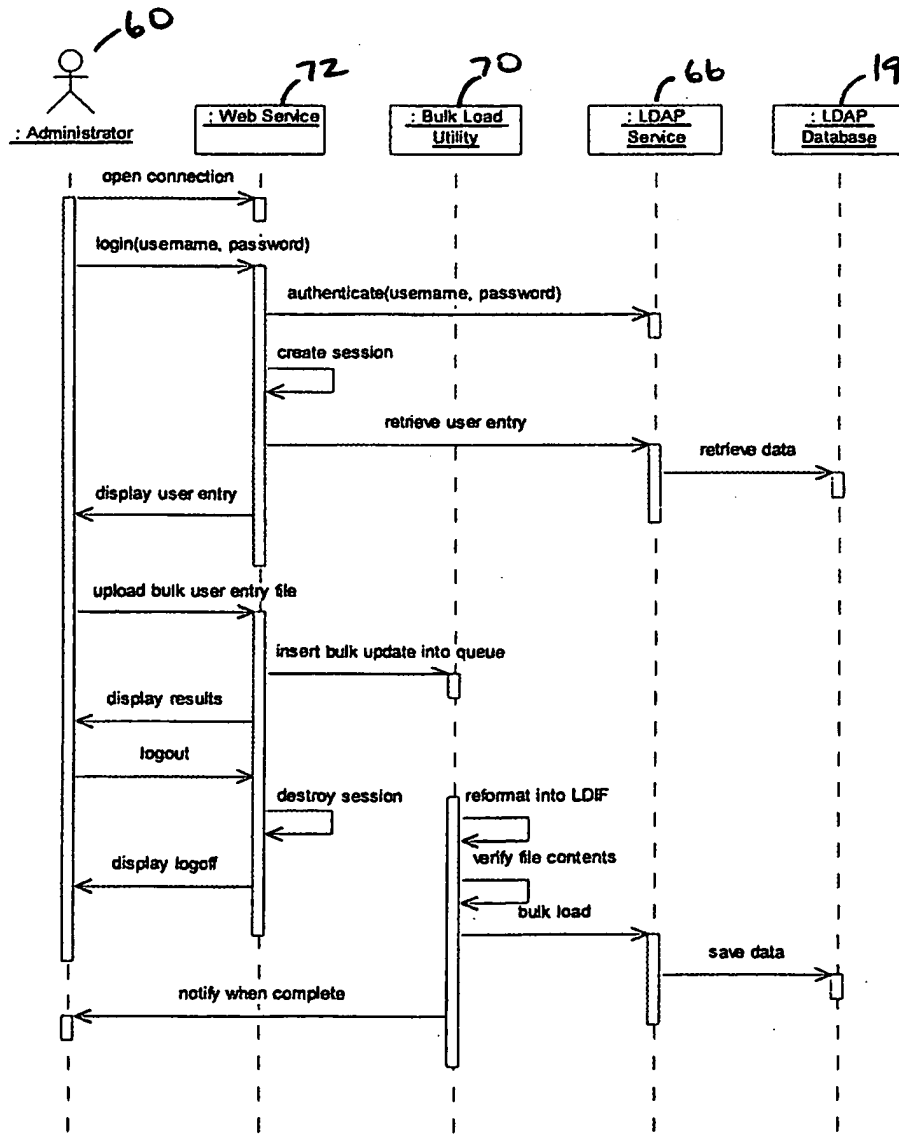 60
72
70
66
19
: Administrator
: Web Service
: Bulk Load
Utility
: LDAP
Service
: LDAP
Database
open connection
login(username, password)
authenticate(username, password)
create session
retrieve user entry
retrieve data
display user entry
upload bulk user entry file
insert bulk update into queue
display results
logout
destroy session
reformat into LDIF
verify file contents
display logoff
bulk load
save data
notify when complete